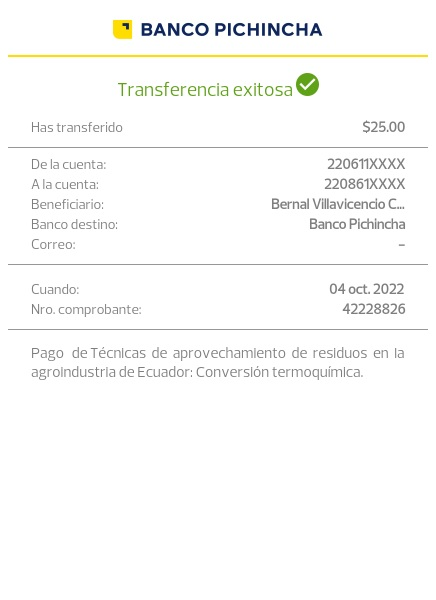 BANCO PICHINCHA
Transferencia exitosa
Has transferido $25.00
De la cuenta: 220611XXXX
A la cuenta: 220861XXXX
Beneficiario: Bernal Villavicencio C...
Banco destino: Banco Pichincha
Correo: –
Cuando: 04 oct. 2022
Nro. comprobante: 42228826
Pago de Técnicas de aprovechamiento de residuos en la
agroindustria de Ecuador: Conversión termoquímica.